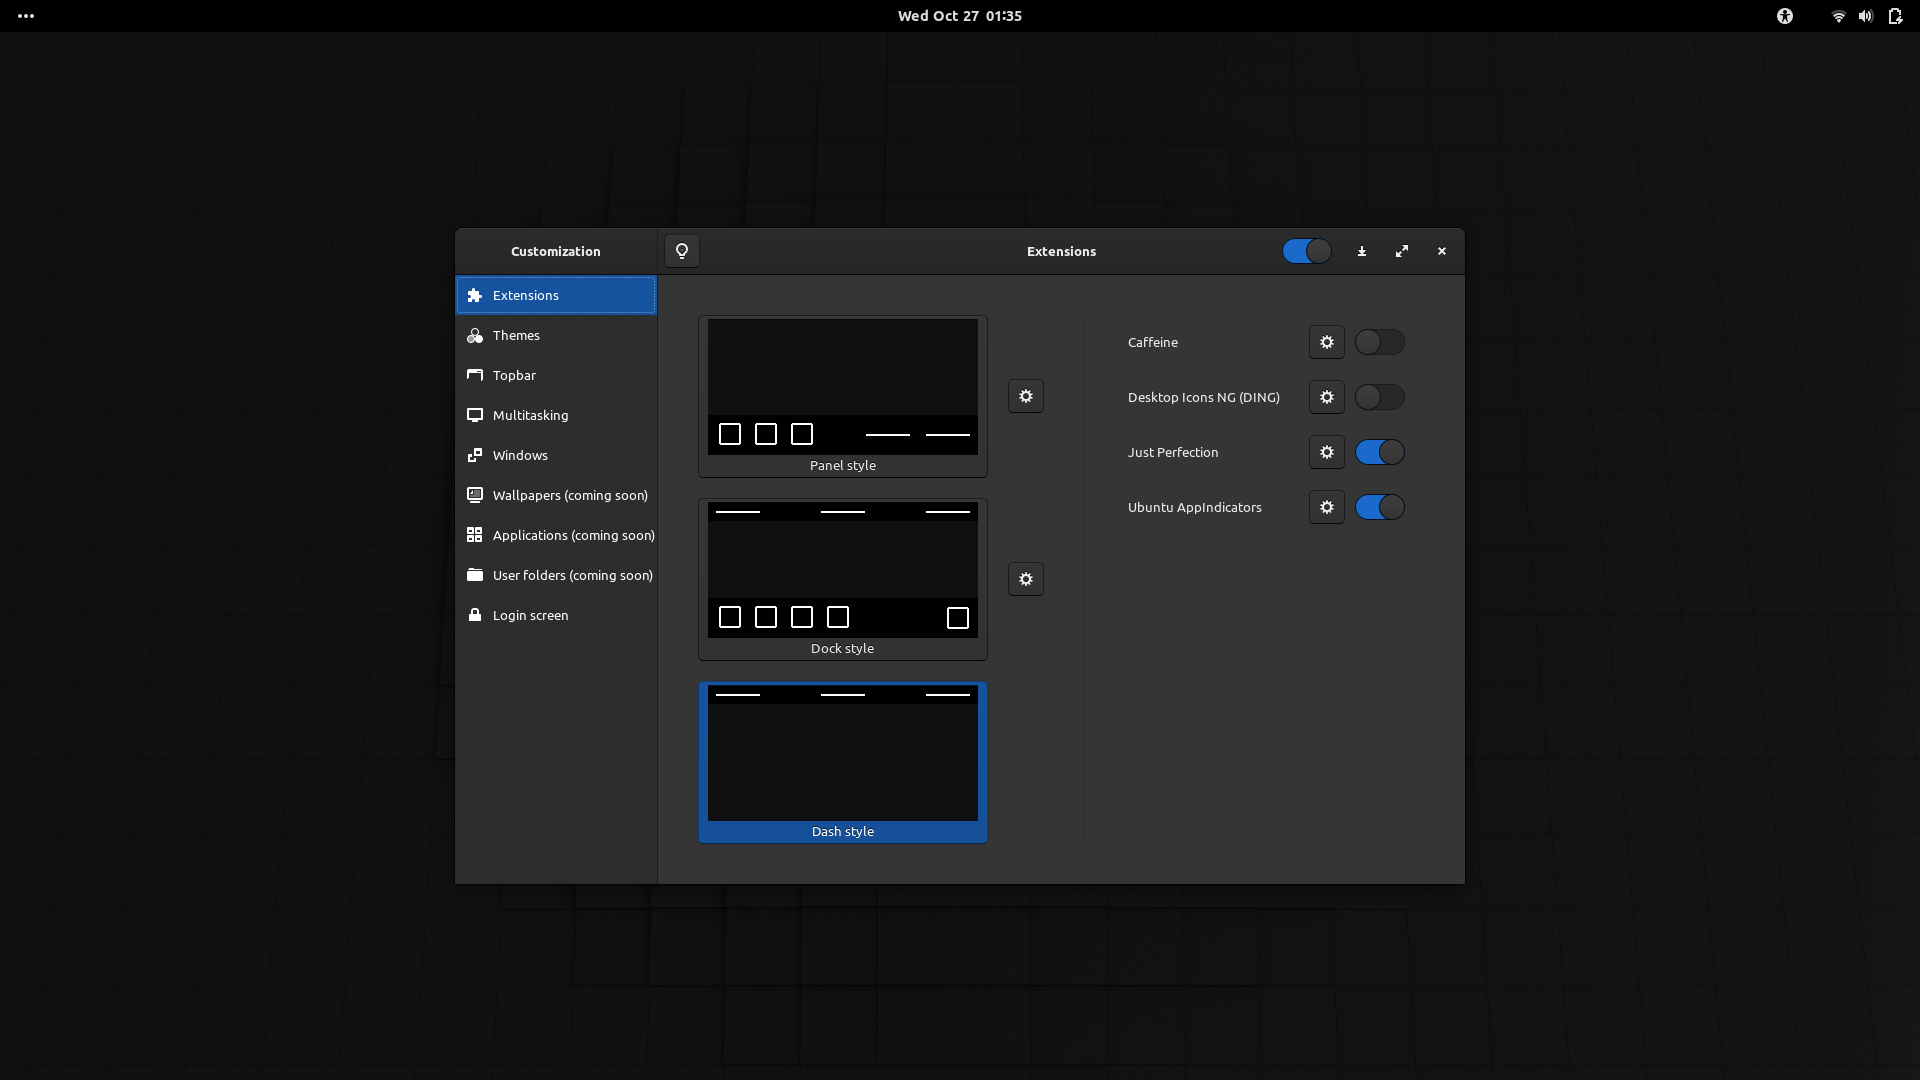 Wed Oct 27 01:35
Customization
Extensions
Extensions
Themes
Topbar
Multitasking
Windows
Wallpapers (coming soon)
Applications (coming soon)
User folders (coming soon)
Login screen
Panel style
Dock style
Dash style
Caffeine
Desktop Icons NG (DING)
Just Perfection
Ubuntu AppIndicators